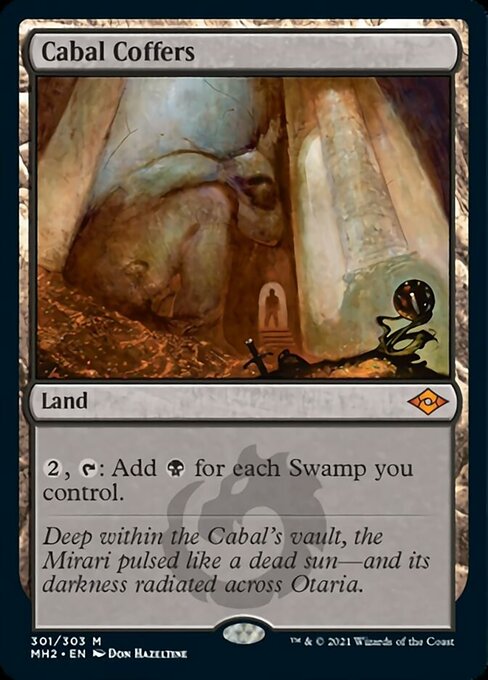 Cabal Coffers
Land
2, : Add for each Swamp you
control.
Deep within the Cabal's vault, the
Mirari pulsed like a dead sun—and its
darkness radiated across Otaria.
301/303 M
MH2 • EN Don Hazeltine
™ & © 2021 Wizards of the Coast